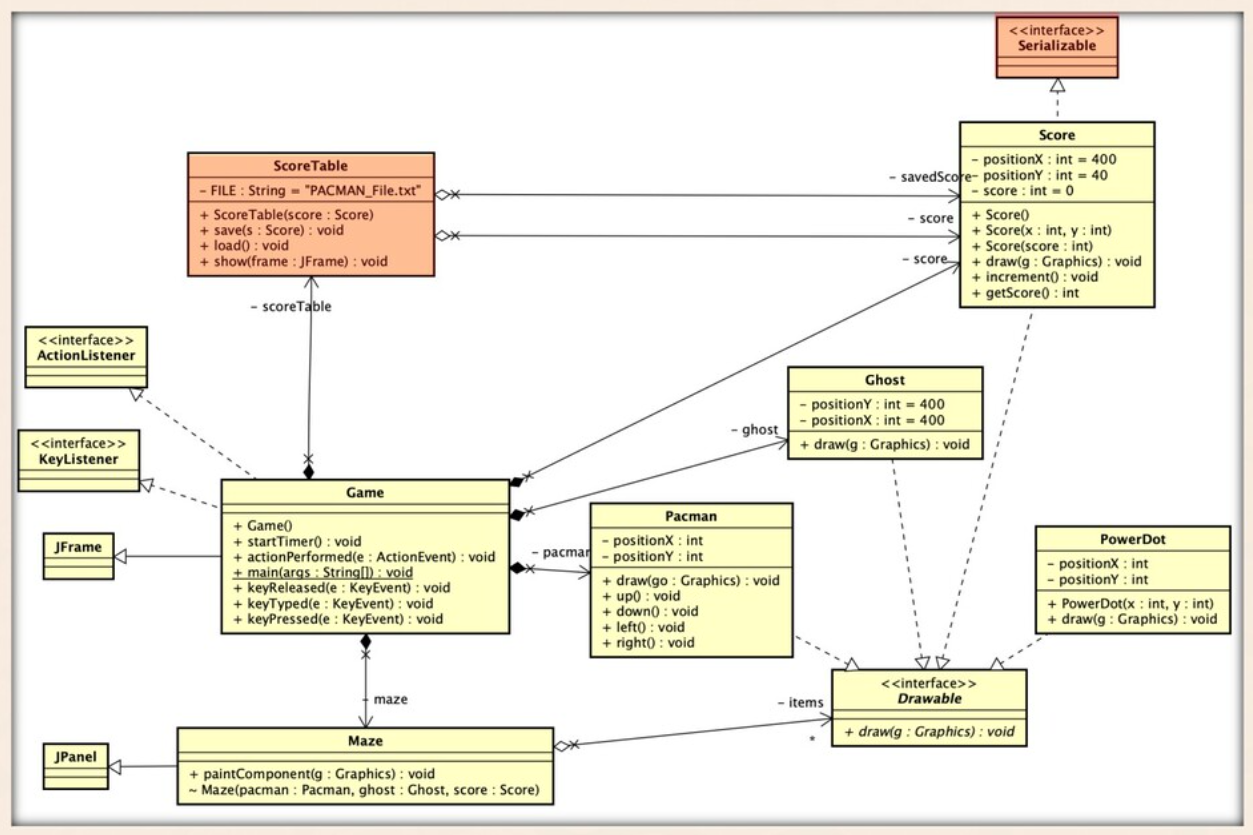 <<interface>>
Serializable
Score
- positionX : int = 400
- positionY : int = 40
- score : int = 0
+ Score()
+ Score(x : int, y : int)
+ Score(score : int)
+ draw(g : Graphics) : void
+ increment() : void
+ getScore() : int
ScoreTable
- FILE : String = "PACMAN_File.txt"
+ ScoreTable(score : Score)
+ save(s : Score) : void
+ load() : void
+ show(frame : JFrame) : void
- savedScore
- score
- score
- scoreTable
<<interface>>
ActionListener
<<interface>>
KeyListener
JFrame
Game
+ Game()
+ startTimer() : void
+ actionPerformed(e : ActionEvent) : void
+ main(args : String[]) : void
+ keyReleased(e : KeyEvent) : void
+ keyTyped(e : KeyEvent) : void
+ keyPressed(e : KeyEvent) : void
- ghost
Ghost
- positionY : int = 400
- positionX : int = 400
+ draw(g : Graphics) : void
- pacmar
Pacman
- positionX : int
- positionY : int
+ draw(go : Graphics) : void
+ up() : void
+ down() : void
+ left() : void
+ right() : void
PowerDot
- positionX : int
- positionY : int
+ PowerDot(x : int, y : int)
+ draw(g : Graphics) : void
<<interface>>
Drawable
+ draw(g : Graphics) : void
- maze
- items
*
JPanel
Maze
+ paintComponent(g : Graphics) : void
~ Maze(pacman : Pacman, ghost : Ghost, score : Score)